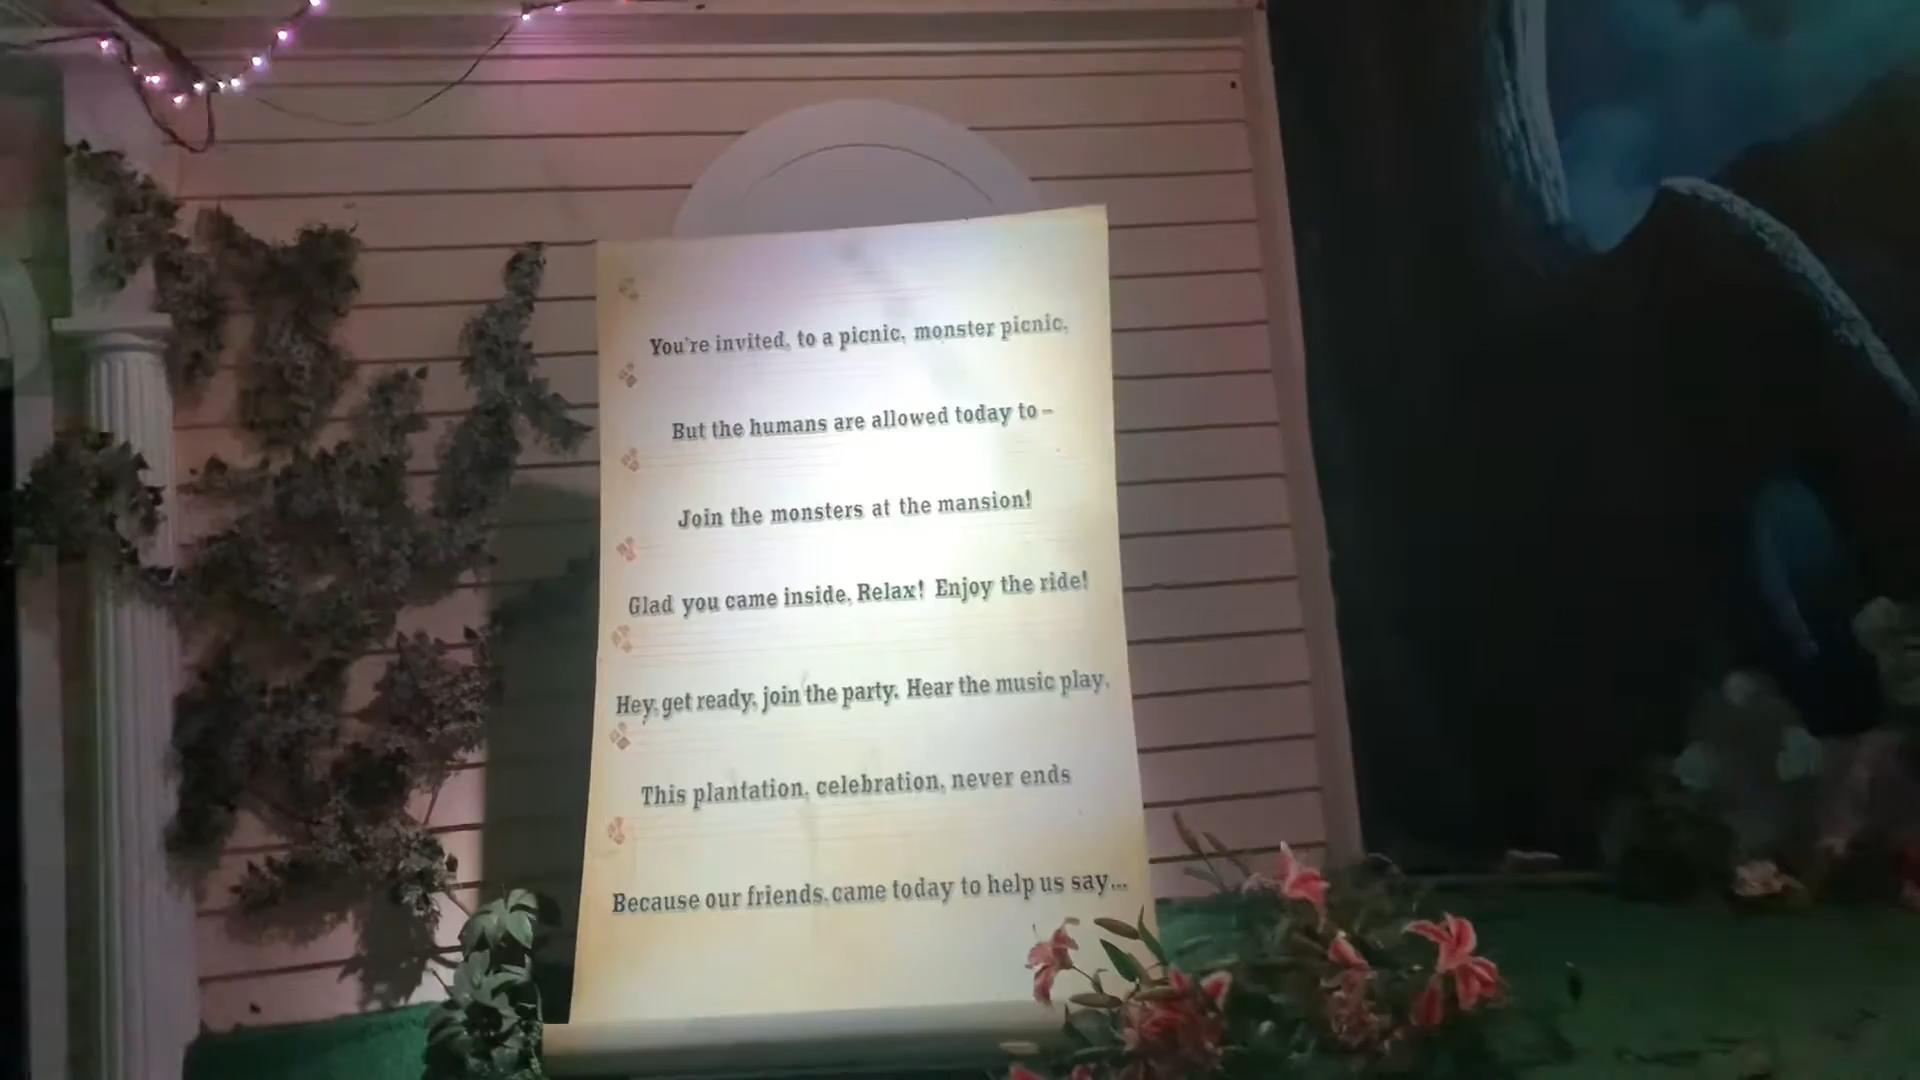 You're invited, to a picnic, monster picnic,
But the humans are allowed today to –
Join the monsters at the mansion!
Glad you came inside, Relax! Enjoy the ride!
Hey, get ready, join the party, Hear the music play,
This plantation, celebration, never ends
Because our friends, came today to help us say...